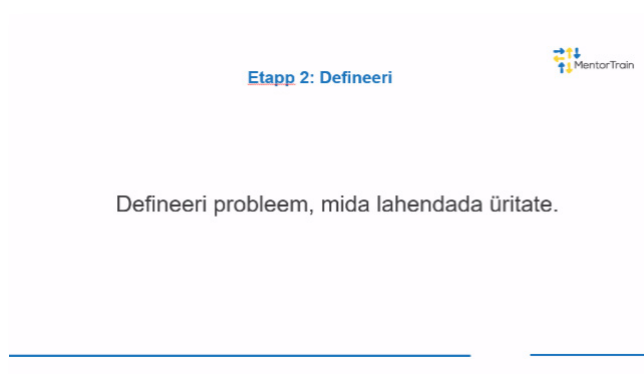 MentorTrain
Etapp 2: Defineeri
Defineeri probleem, mida lahendada üritate.